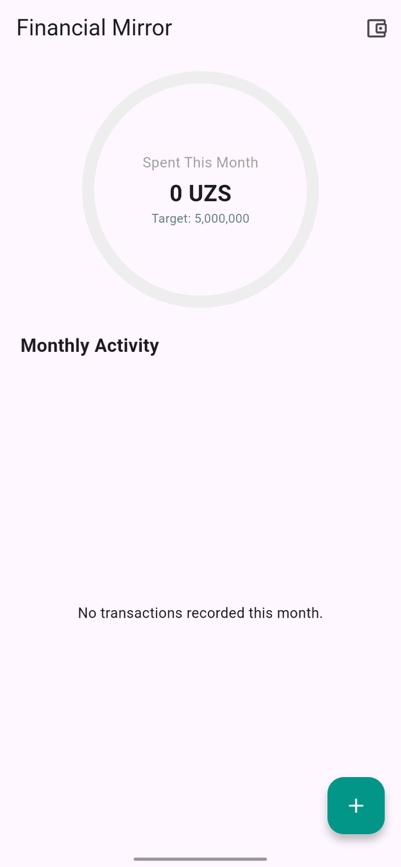 Financial Mirror
Spent This Month
0 UZS
Target: 5,000,000
Monthly Activity
No transactions recorded this month.